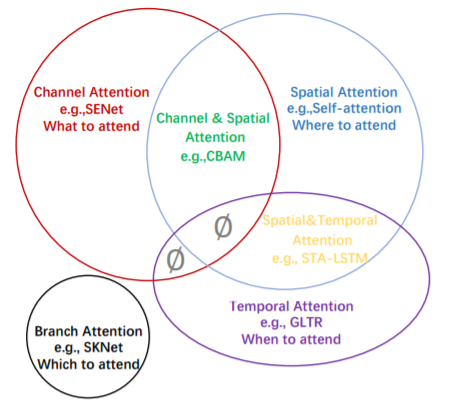 Channel Attention
e.g.,SENet
What to attend
Spatial Attention
e.g.,Self-attention
Where to attend
Channel & Spatial
Attention
e.g.,CBAM
Ø
Ø
Spatial&Temporal
Attention
e.g., STA-LSTM
Temporal Attention
e.g., GLTR
When to attend
Branch Attention
e.g., SKNet
Which to attend